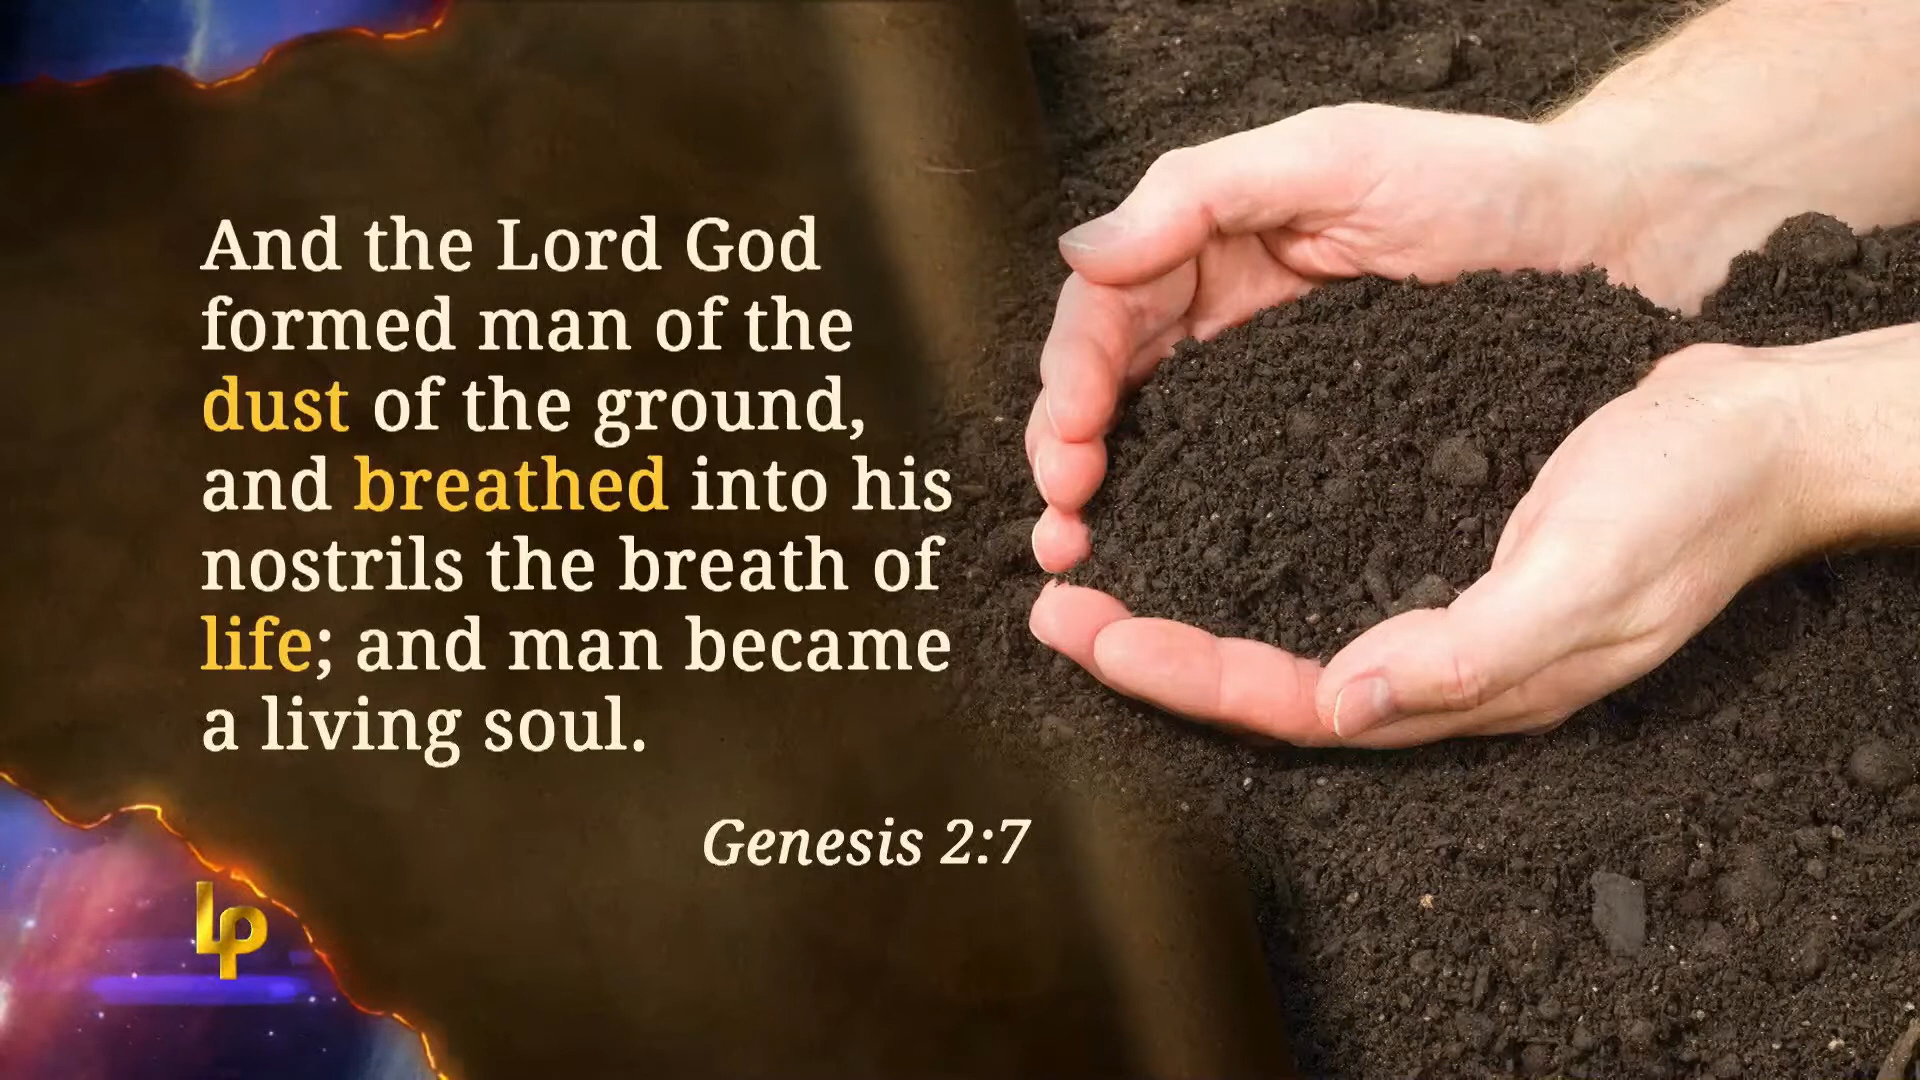 And the Lord God
formed man of the
dust of the ground,
and breathed into his
nostrils the breath of
life; and man became
a living soul.
Genesis 2:7
LP